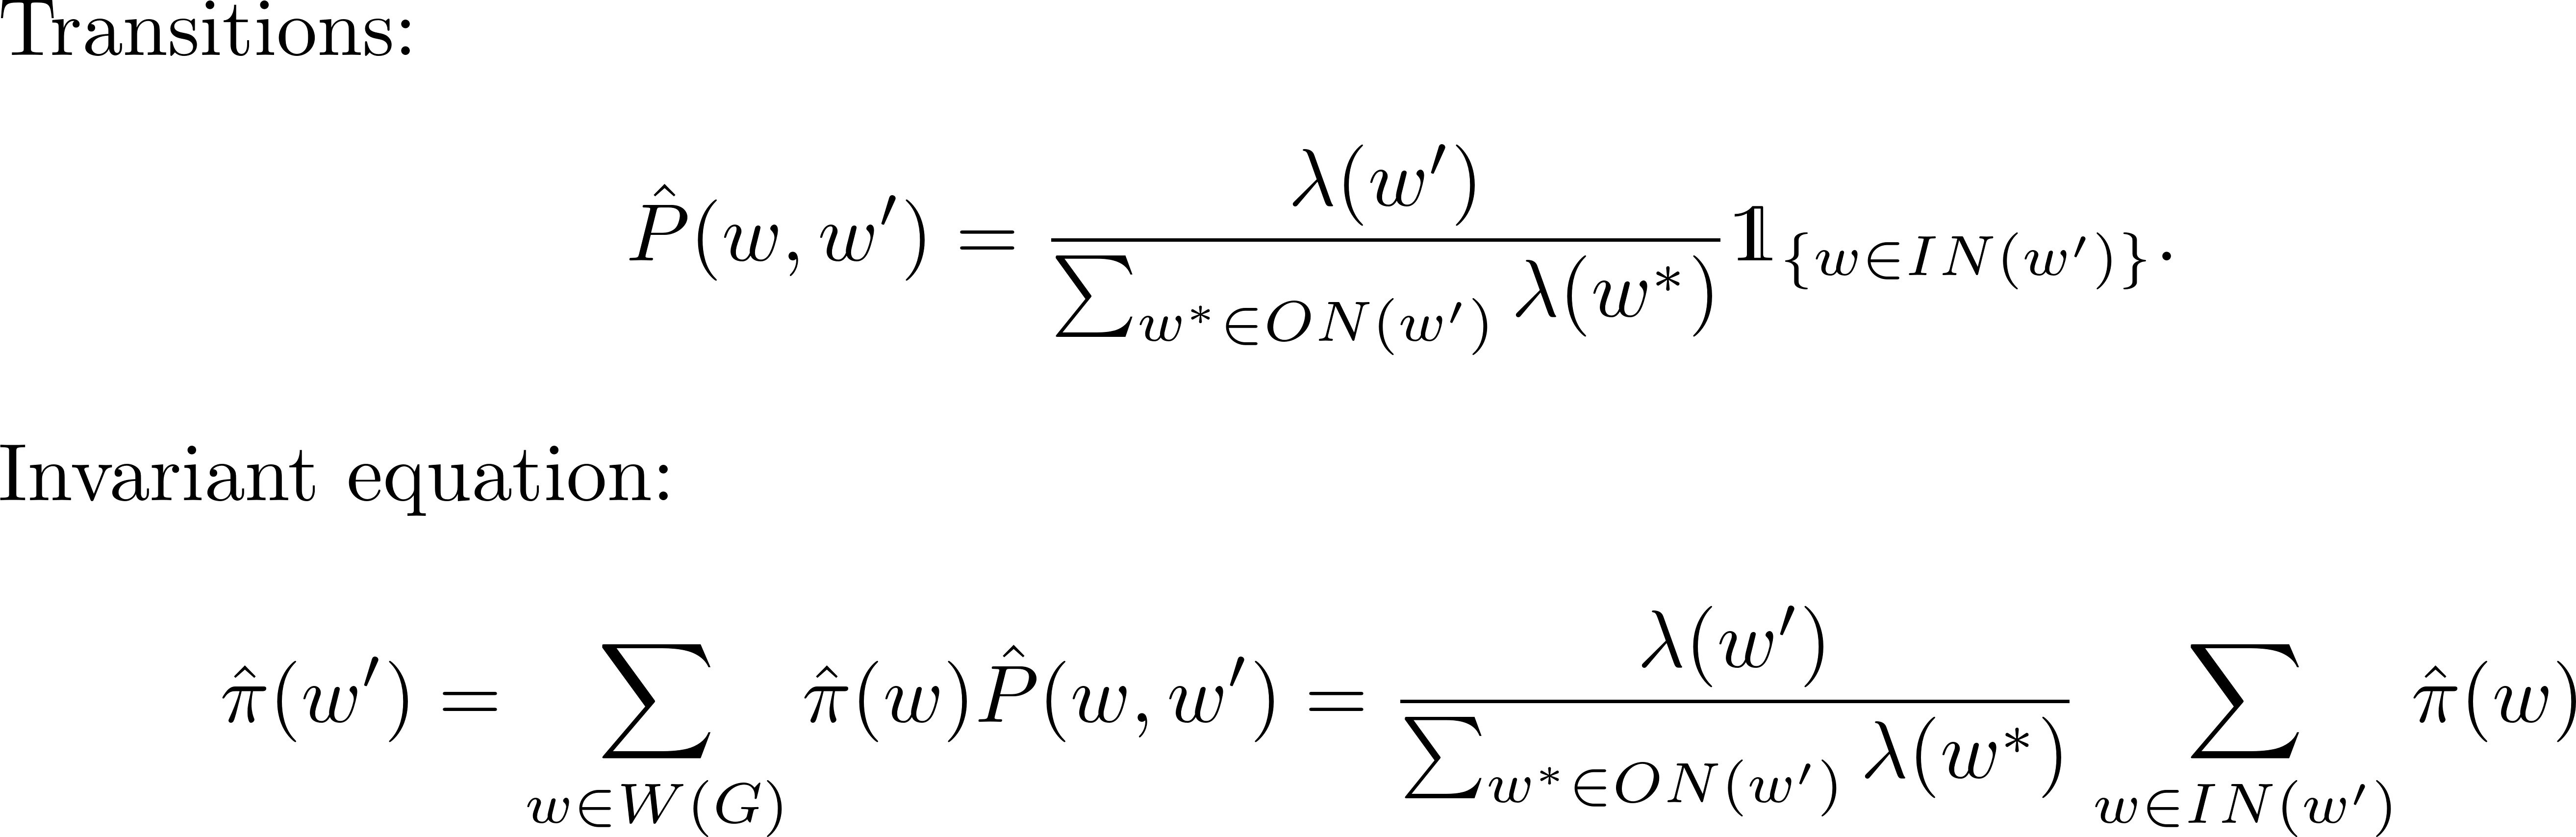 Transitions:
$$\hat{P}(w, w') = \frac{\lambda(w')}{\sum_{w^* \in ON(w')} \lambda(w^*)} \mathbb{1}_{\{w \in IN(w')\}}.$$
Invariant equation:
$$\hat{\pi}(w') = \sum_{w \in W(G)} \hat{\pi}(w) \hat{P}(w, w') = \frac{\lambda(w')}{\sum_{w^* \in ON(w')} \lambda(w^*)} \sum_{w \in IN(w')} \hat{\pi}(w)$$